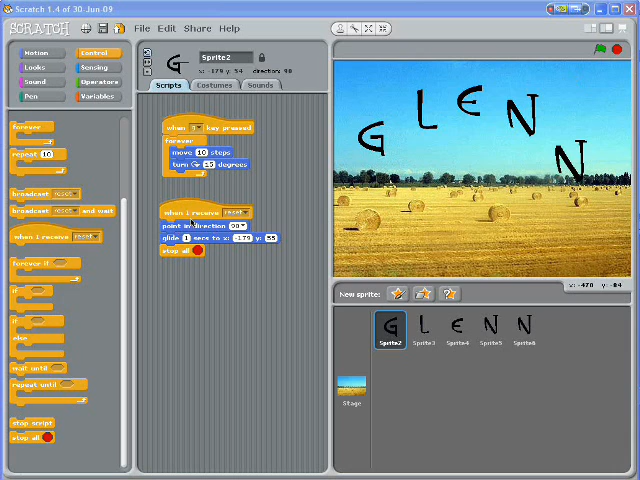 Scratch 1.4 of 30-Jun-09
SCRATCH
File Edit Share Help
Motion Control
Looks Sensing
Sound Operators
Pen Variables
forever
repeat 10
broadcast reset
broadcast reset and wait
when I receive reset
forever if
if
if
else
wait until
repeat until
stop script
stop all
Sprite2
x: -179 y: 54 direction: 90
Scripts Costumes Sounds
when key pressed
forever
move 10 steps
turn 15 degrees
when I receive reset
point in direction 90
glide 1 secs to x: -179 y: 55
stop all
G L E N N
x: -470 y: -84
New sprite:
G L E N N
Sprite2 Sprite3 Sprite4 Sprite5 Sprite6
Stage